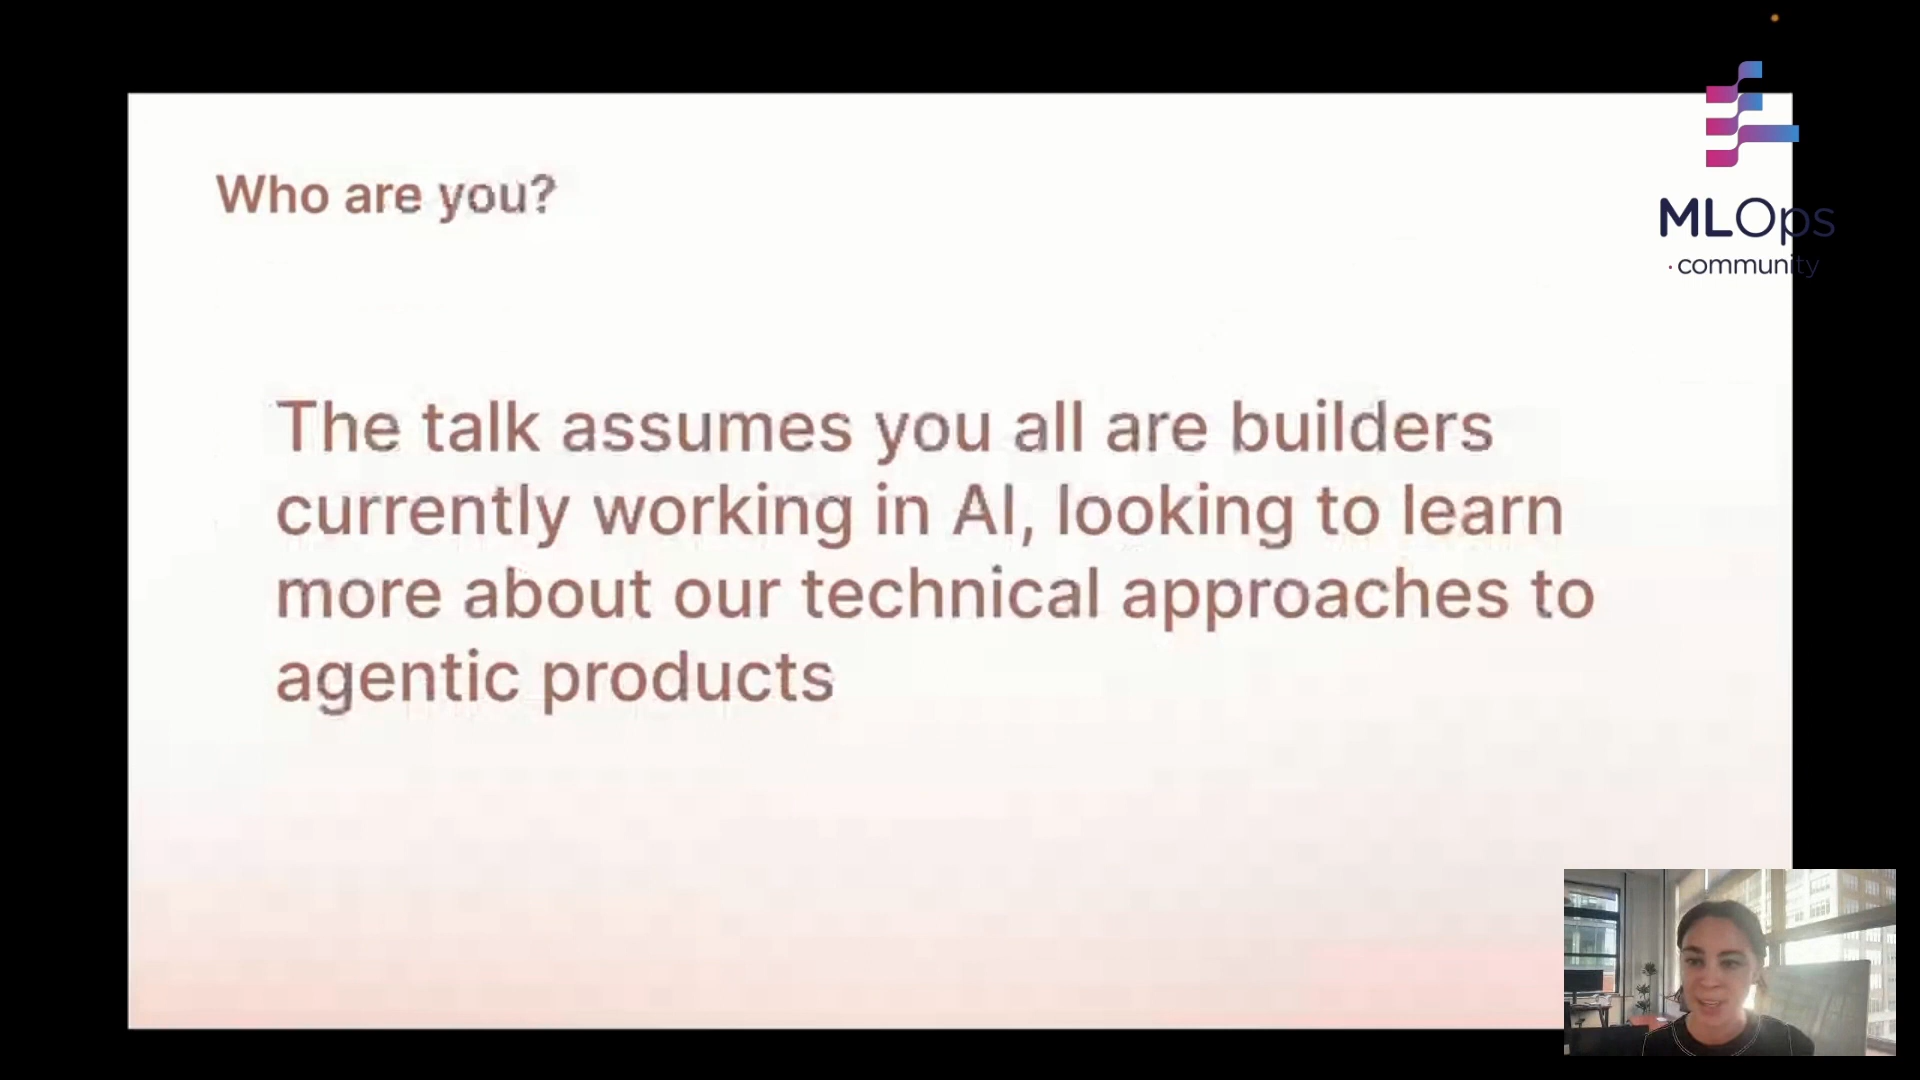 Who are you?
The talk assumes you all are builders
currently working in AI, looking to learn
more about our technical approaches to
agentic products
MLOps
community